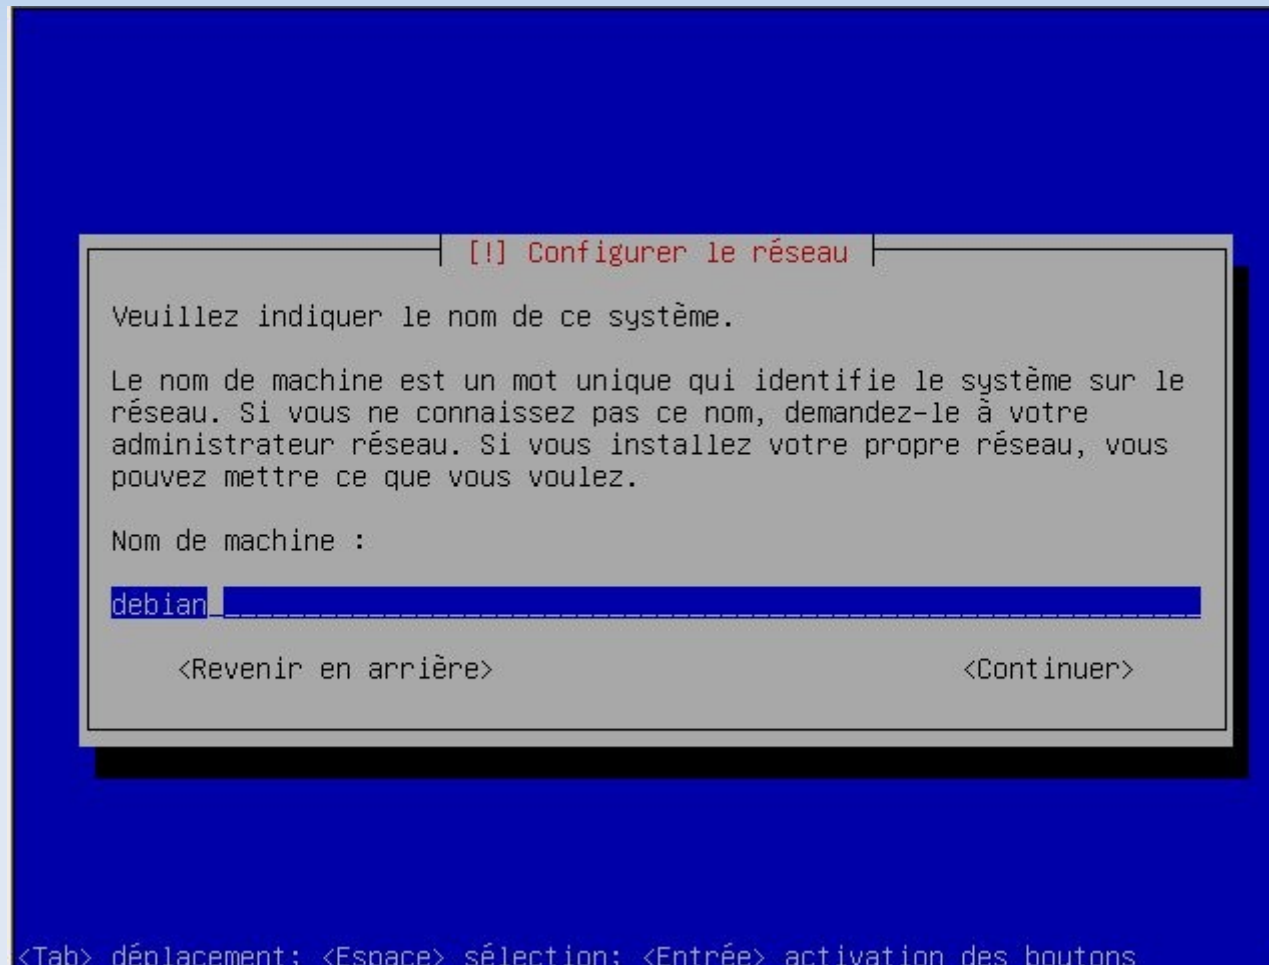 [!] Configurer le réseau
Veuillez indiquer le nom de ce système.
Le nom de machine est un mot unique qui identifie le système sur le
réseau. Si vous ne connaissez pas ce nom, demandez-le à votre
administrateur réseau. Si vous installez votre propre réseau, vous
pouvez mettre ce que vous voulez.
Nom de machine :
debian
<Revenir en arrière> <Continuer>
<Tab> déplacement; <Espace> sélection; <Entrée> activation des boutons